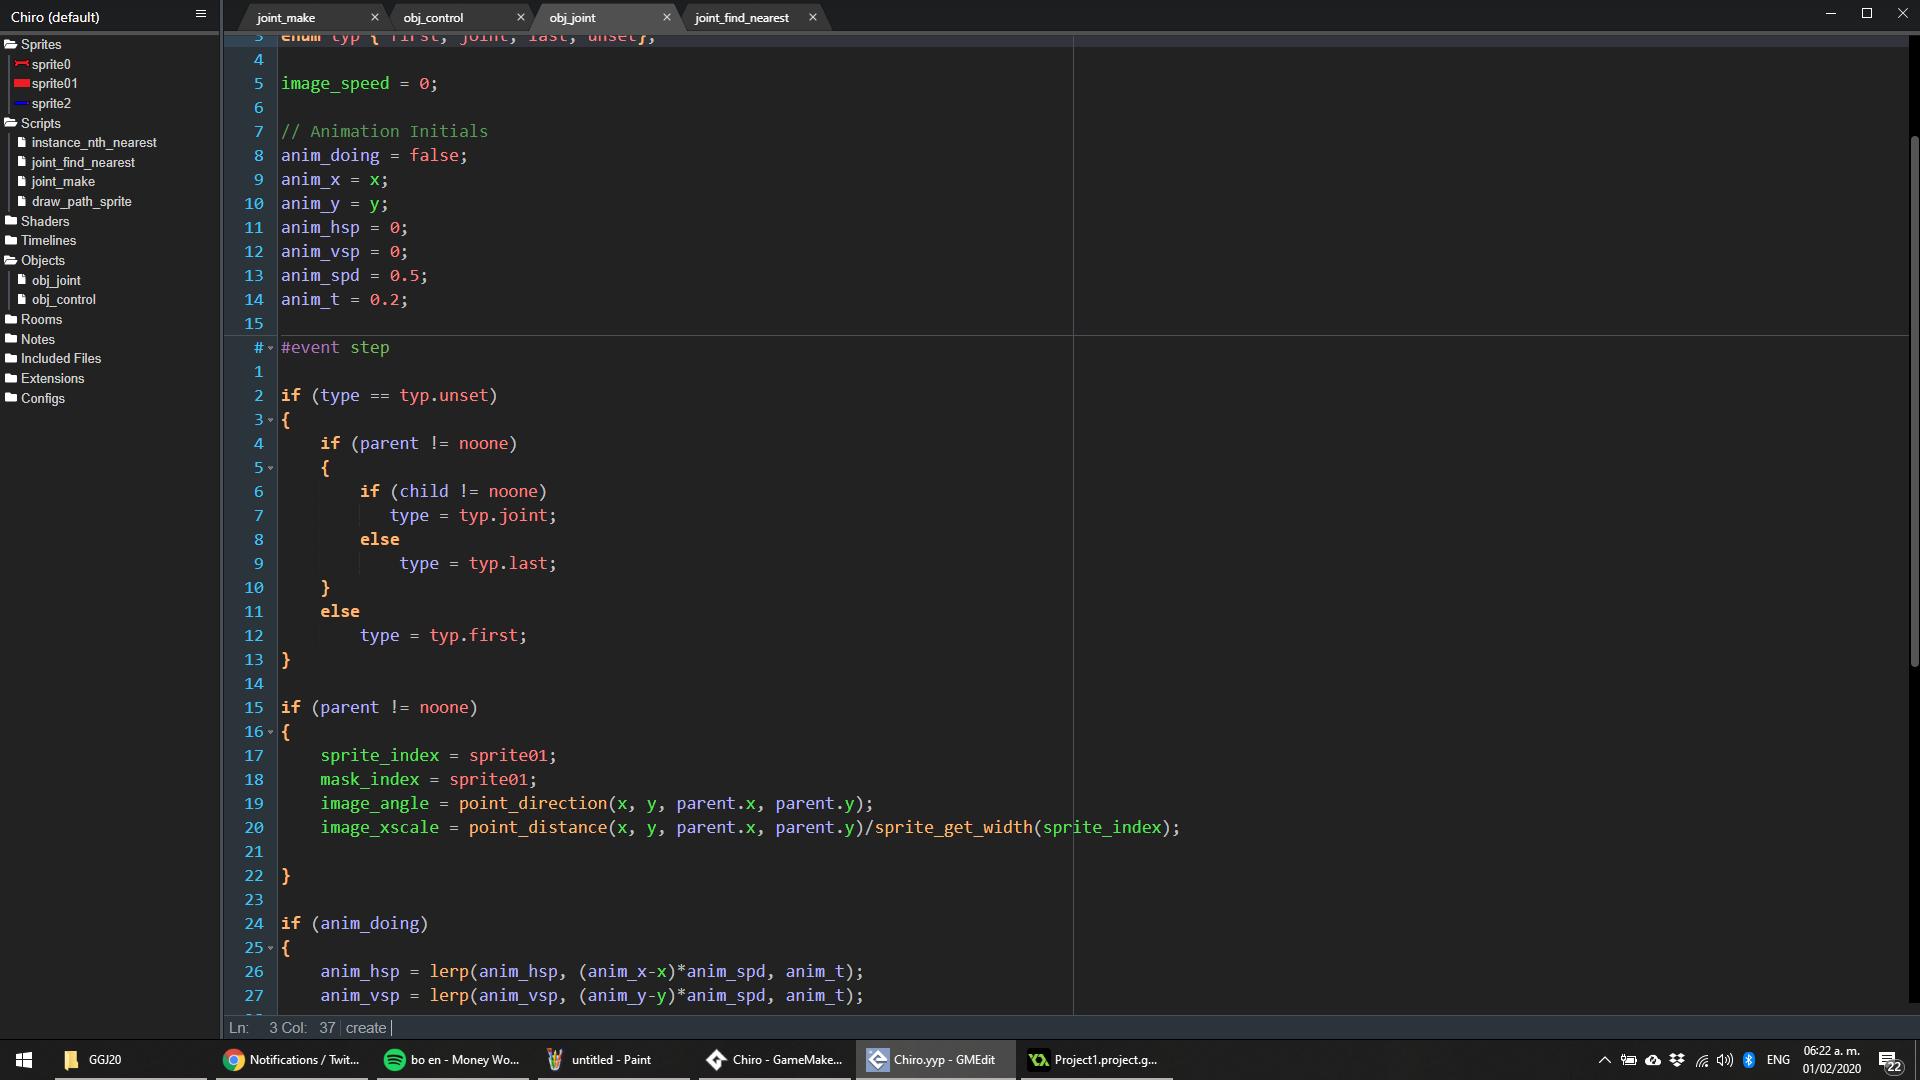 Chiro (default)
joint_make
obj_control
obj_joint
joint_find_nearest
Sprites
sprite0
sprite01
sprite2
Scripts
instance_nth_nearest
joint_find_nearest
joint_make
draw_path_sprite
Shaders
Timelines
Objects
obj_joint
obj_control
Rooms
Notes
Included Files
Extensions
Configs
3 enum typ { first, joint, last, unset};
4
5 image_speed = 0;
6
7 // Animation Initials
8 anim_doing = false;
9 anim_x = x;
10 anim_y = y;
11 anim_hsp = 0;
12 anim_vsp = 0;
13 anim_spd = 0.5;
14 anim_t = 0.2;
15
# #event step
1
2 if (type == typ.unset)
3 {
4 if (parent != noone)
5 {
6 if (child != noone)
7 type = typ.joint;
8 else
9 type = typ.last;
10 }
11 else
12 type = typ.first;
13 }
14
15 if (parent != noone)
16 {
17 sprite_index = sprite01;
18 mask_index = sprite01;
19 image_angle = point_direction(x, y, parent.x, parent.y);
20 image_xscale = point_distance(x, y, parent.x, parent.y)/sprite_get_width(sprite_index);
21
22 }
23
24 if (anim_doing)
25 {
26 anim_hsp = lerp(anim_hsp, (anim_x-x)*anim_spd, anim_t);
27 anim_vsp = lerp(anim_vsp, (anim_y-y)*anim_spd, anim_t);
Ln: 3 Col: 37 create
GGJ20
Notifications / Twit...
bo en - Money Wo...
untitled - Paint
Chiro - GameMake...
Chiro.yyp - GMEdit
Project1.project.g...
ENG
06:22 a. m.
01/02/2020
22